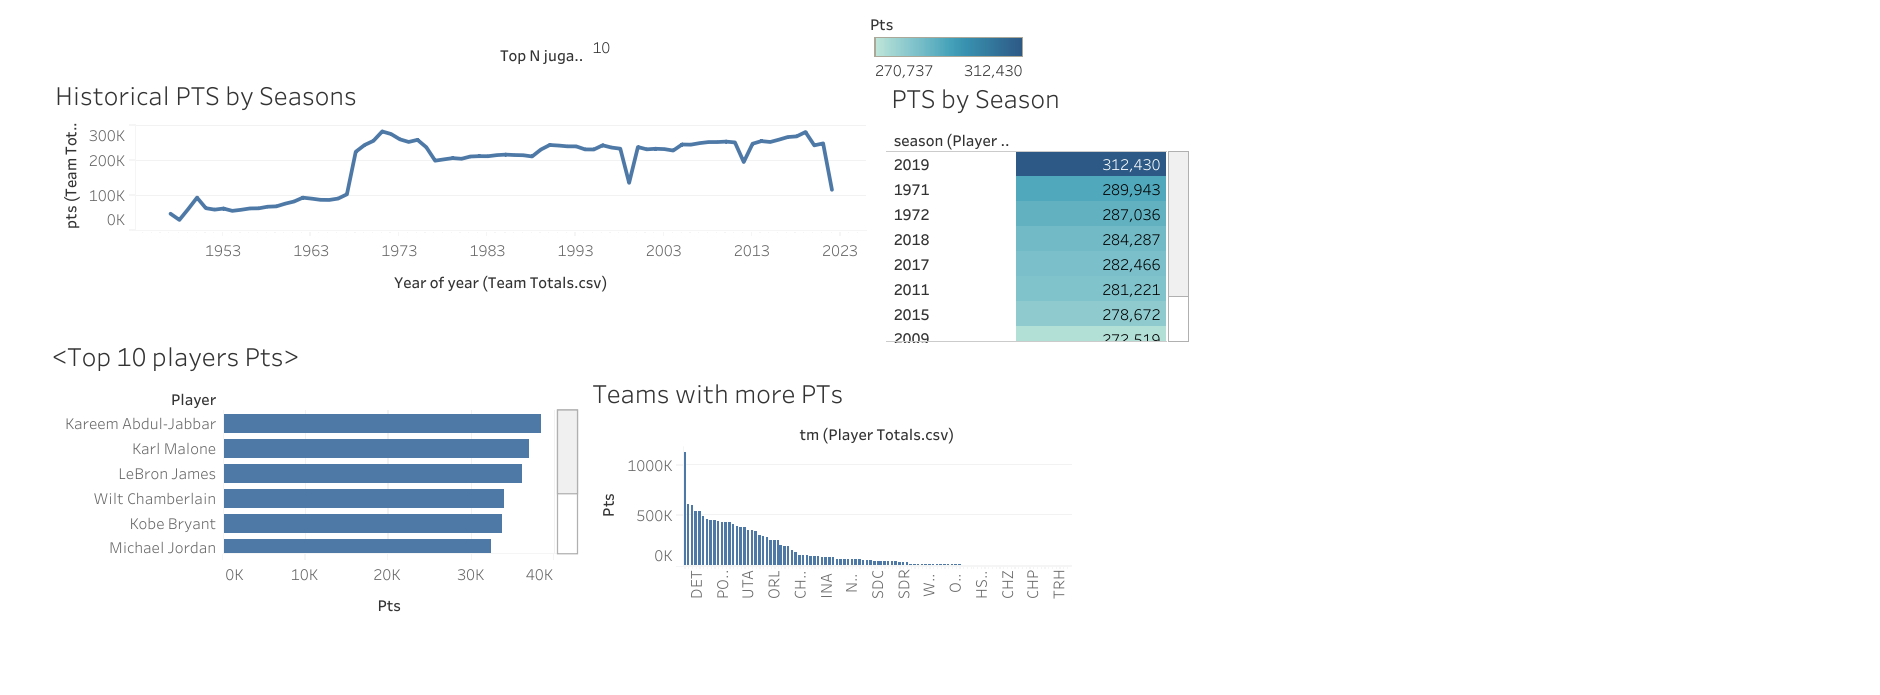 Top N juga.. 10
Pts
270,737 312,430
Historical PTS by Seasons
pts (Team Tot..
300K
200K
100K
0K
1953 1963 1973 1983 1993 2003 2013 2023
Year of year (Team Totals.csv)
PTS by Season
season (Player ..
2019 312,430
1971 289,943
1972 287,036
2018 284,287
2017 282,466
2011 281,221
2015 278,672
2009 272,519
<Top 10 players Pts>
Player
Kareem Abdul-Jabbar
Karl Malone
LeBron James
Wilt Chamberlain
Kobe Bryant
Michael Jordan
0K 10K 20K 30K 40K
Pts
Teams with more PTs
tm (Player Totals.csv)
Pts
1000K
500K
0K
DET PO.. UTA ORL CH.. INA N.. SDC SDR W.. O.. HS.. CHZ CHP TRH